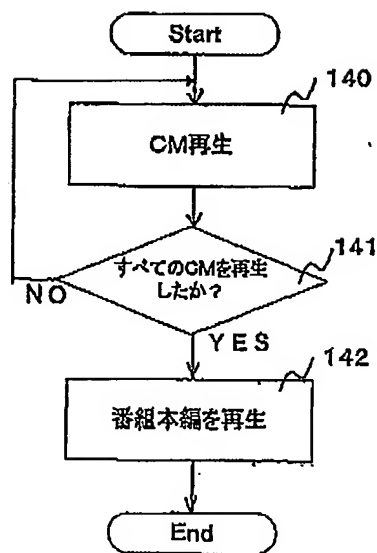 Start
140
CM再生
すべてのCMを再生
したか？
141
NO
YES
142
番組本編を再生
End